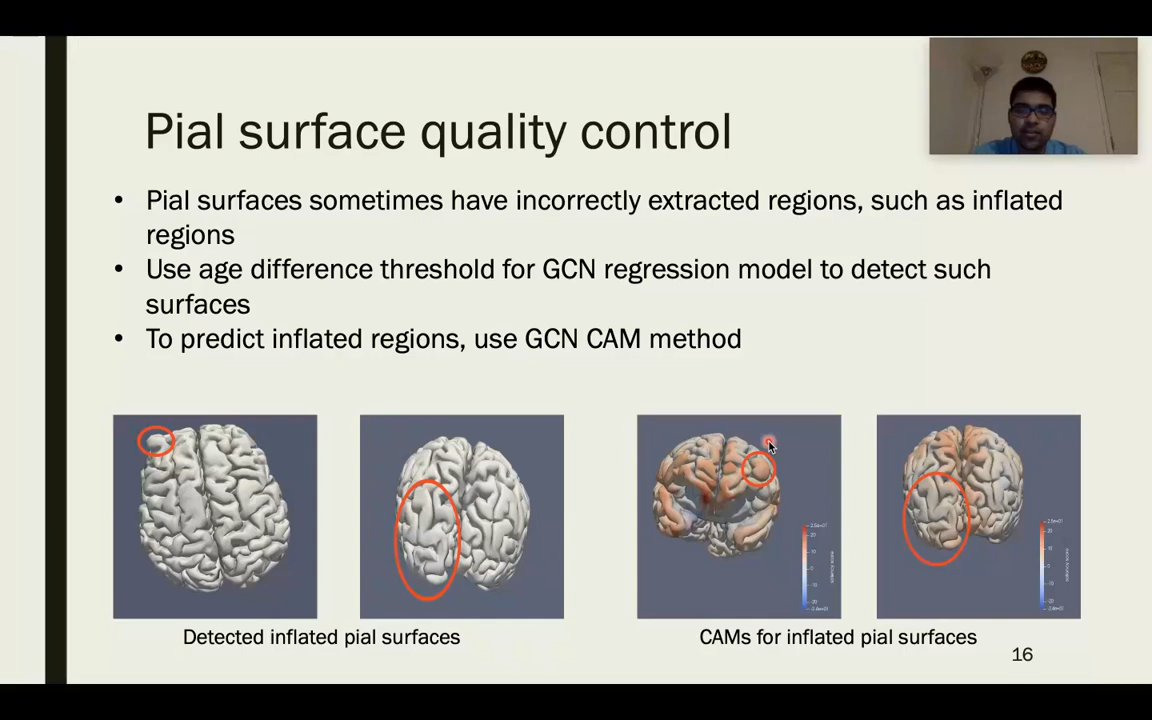 Pial surface quality control
• Pial surfaces sometimes have incorrectly extracted regions, such as inflated
regions
• Use age difference threshold for GCN regression model to detect such
surfaces
• To predict inflated regions, use GCN CAM method
Detected inflated pial surfaces
CAMs for inflated pial surfaces
16